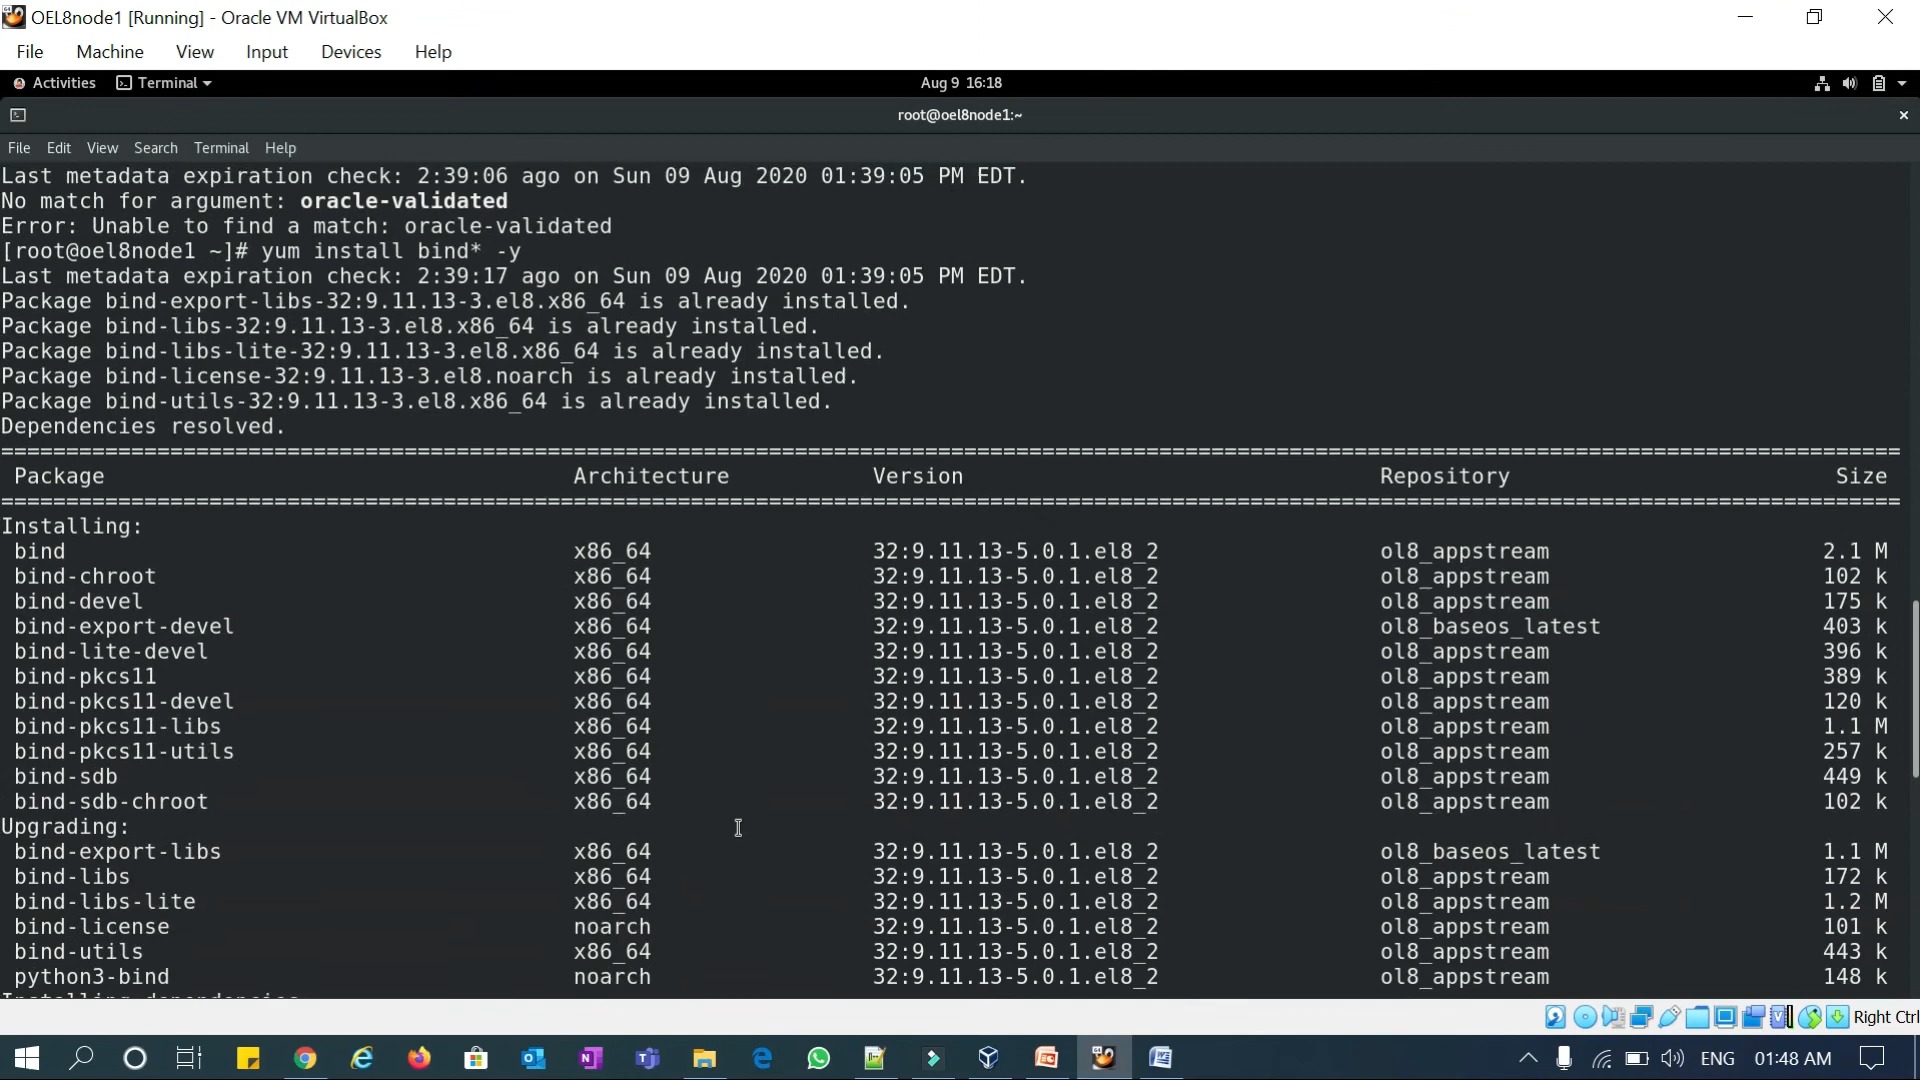 OEL8node1 [Running] - Oracle VM VirtualBox
File Machine View Input Devices Help
Activities Terminal Aug 9 16:18
root@oel8node1:~
File Edit View Search Terminal Help
Last metadata expiration check: 2:39:06 ago on Sun 09 Aug 2020 01:39:05 PM EDT.
No match for argument: oracle-validated
Error: Unable to find a match: oracle-validated
[root@oel8node1 ~]# yum install bind* -y
Last metadata expiration check: 2:39:17 ago on Sun 09 Aug 2020 01:39:05 PM EDT.
Package bind-export-libs-32:9.11.13-3.el8.x86_64 is already installed.
Package bind-libs-32:9.11.13-3.el8.x86_64 is already installed.
Package bind-libs-lite-32:9.11.13-3.el8.x86_64 is already installed.
Package bind-license-32:9.11.13-3.el8.noarch is already installed.
Package bind-utils-32:9.11.13-3.el8.x86_64 is already installed.
Dependencies resolved.
Package Architecture Version Repository Size
Installing:
bind x86_64 32:9.11.13-5.0.1.el8_2 ol8_appstream 2.1 M
bind-chroot x86_64 32:9.11.13-5.0.1.el8_2 ol8_appstream 102 k
bind-devel x86_64 32:9.11.13-5.0.1.el8_2 ol8_appstream 175 k
bind-export-devel x86_64 32:9.11.13-5.0.1.el8_2 ol8_baseos_latest 403 k
bind-lite-devel x86_64 32:9.11.13-5.0.1.el8_2 ol8_appstream 396 k
bind-pkcs11 x86_64 32:9.11.13-5.0.1.el8_2 ol8_appstream 389 k
bind-pkcs11-devel x86_64 32:9.11.13-5.0.1.el8_2 ol8_appstream 120 k
bind-pkcs11-libs x86_64 32:9.11.13-5.0.1.el8_2 ol8_appstream 1.1 M
bind-pkcs11-utils x86_64 32:9.11.13-5.0.1.el8_2 ol8_appstream 257 k
bind-sdb x86_64 32:9.11.13-5.0.1.el8_2 ol8_appstream 449 k
bind-sdb-chroot x86_64 32:9.11.13-5.0.1.el8_2 ol8_appstream 102 k
Upgrading:
bind-export-libs x86_64 32:9.11.13-5.0.1.el8_2 ol8_baseos_latest 1.1 M
bind-libs x86_64 32:9.11.13-5.0.1.el8_2 ol8_appstream 172 k
bind-libs-lite x86_64 32:9.11.13-5.0.1.el8_2 ol8_appstream 1.2 M
bind-license noarch 32:9.11.13-5.0.1.el8_2 ol8_appstream 101 k
bind-utils x86_64 32:9.11.13-5.0.1.el8_2 ol8_appstream 443 k
python3-bind noarch 32:9.11.13-5.0.1.el8_2 ol8_appstream 148 k
Right Ctrl
ENG 01:48 AM